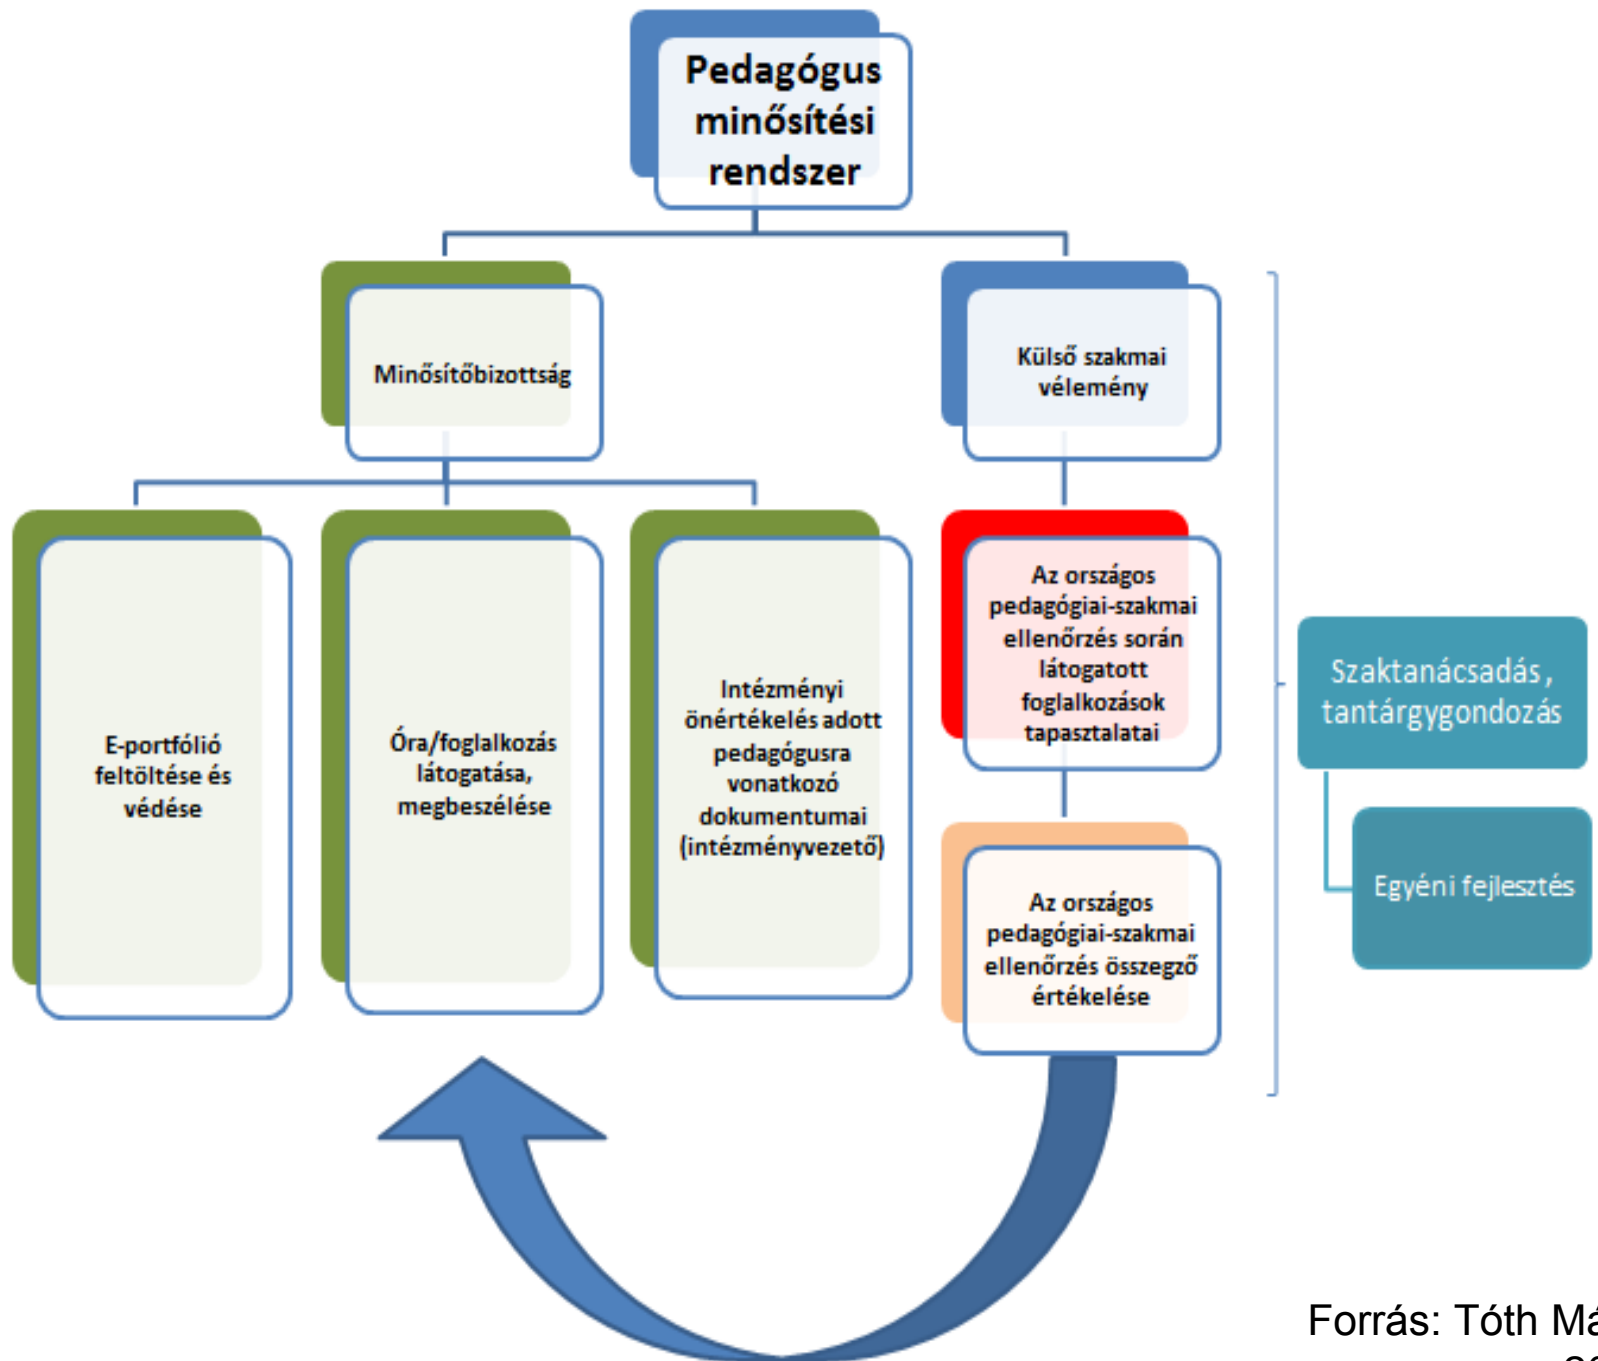 Pedagógus
minősítési
rendszer
Minősítőbizottság
Külső szakmai
vélemény
E-portfólió
feltöltése és
védése
Óra/foglalkozás
látogatása,
megbeszélése
Intézményi
önértékelés adott
pedagógusra
vonatkozó
dokumentumai
(intézményvezető)
Az országos
pedagógiai-szakmai
ellenőrzés során
látogatott
foglalkozások
tapasztalatai
Az országos
pedagógiai-szakmai
ellenőrzés összegző
értékelése
Szaktanácsadás,
tantárgygondozás
Egyéni fejlesztés
Forrás: Tóth